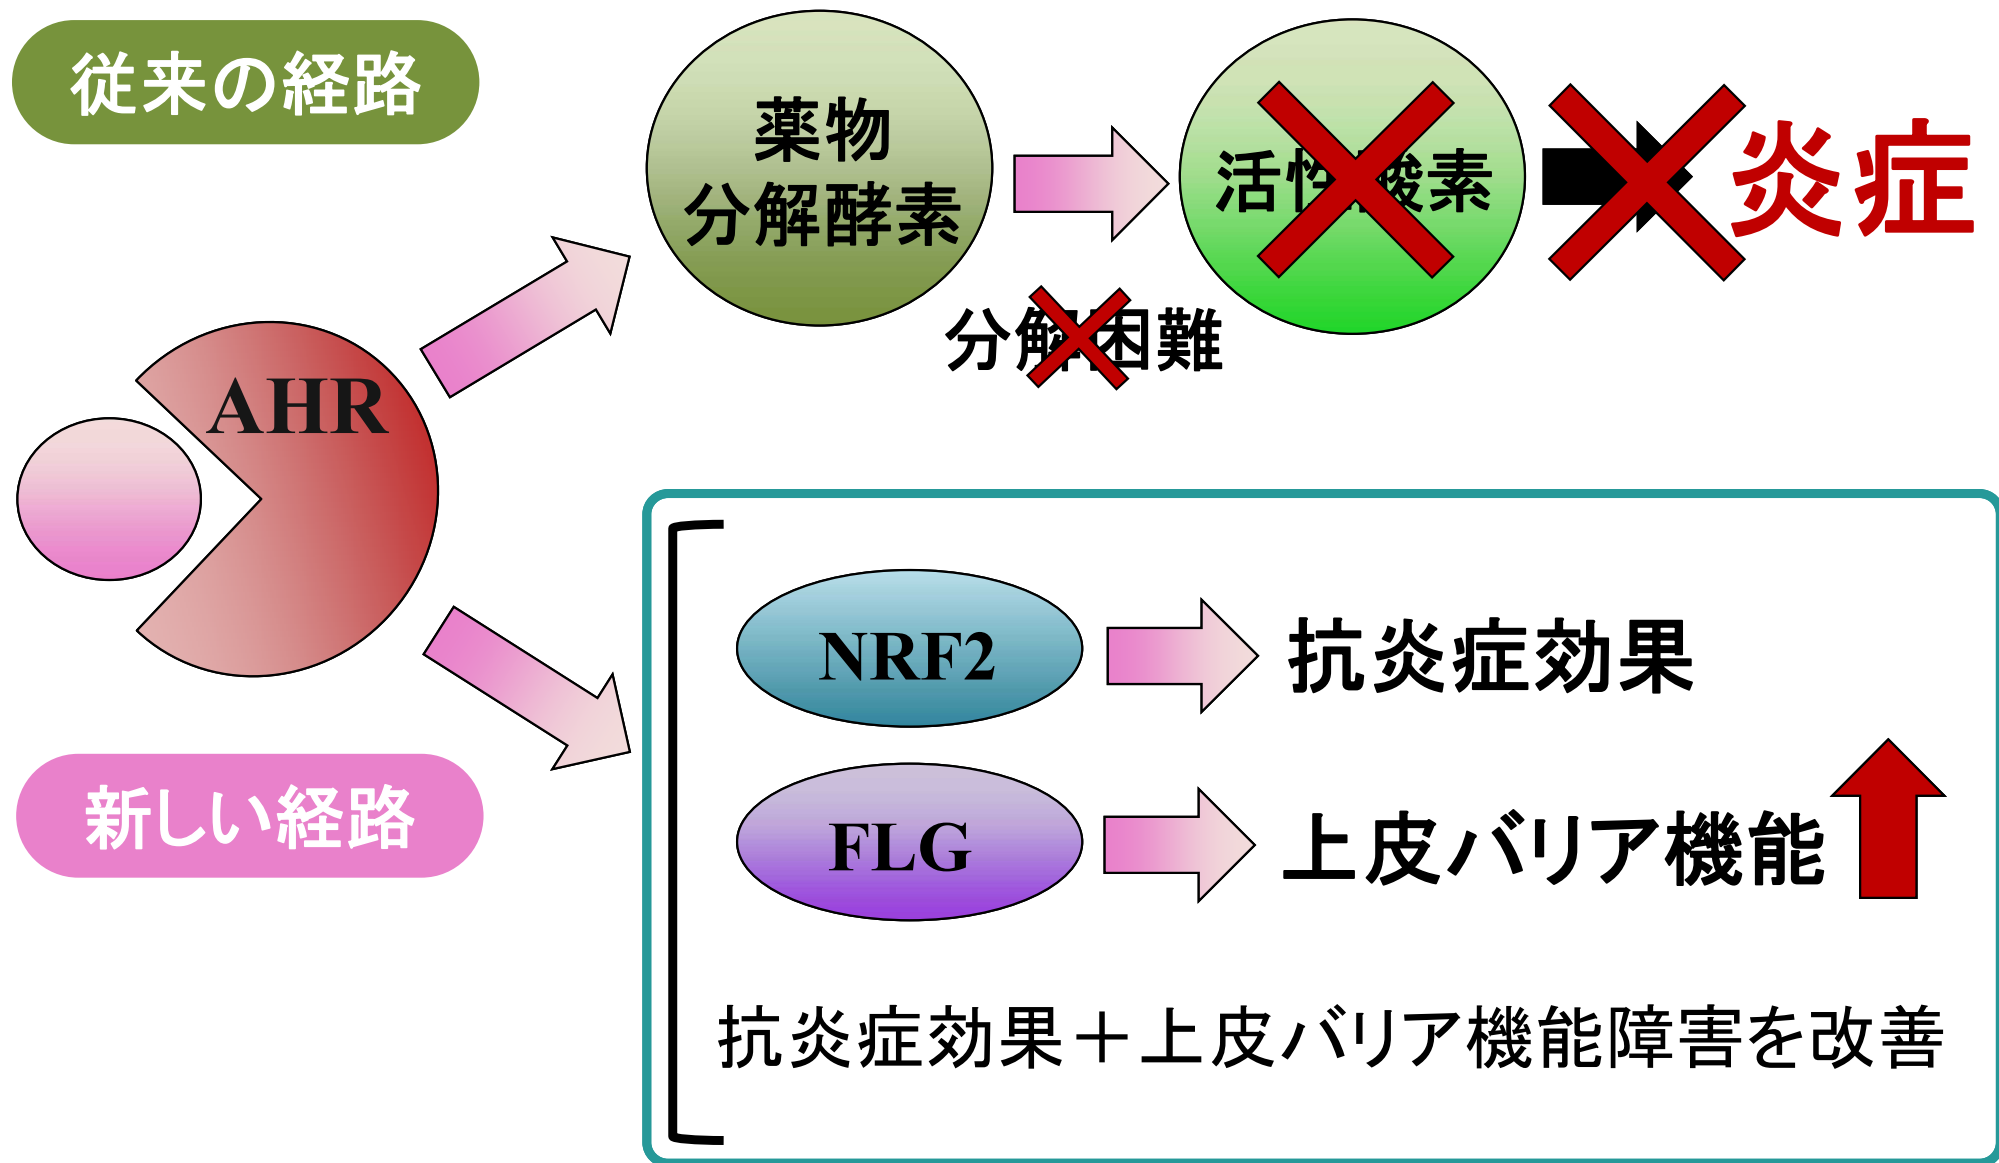 従来の経路
薬物
分解酵素
活性酸素
炎症
分解困難
AHR
新しい経路
NRF2
抗炎症効果
FLG
上皮バリア機能
抗炎症効果＋上皮バリア機能障害を改善